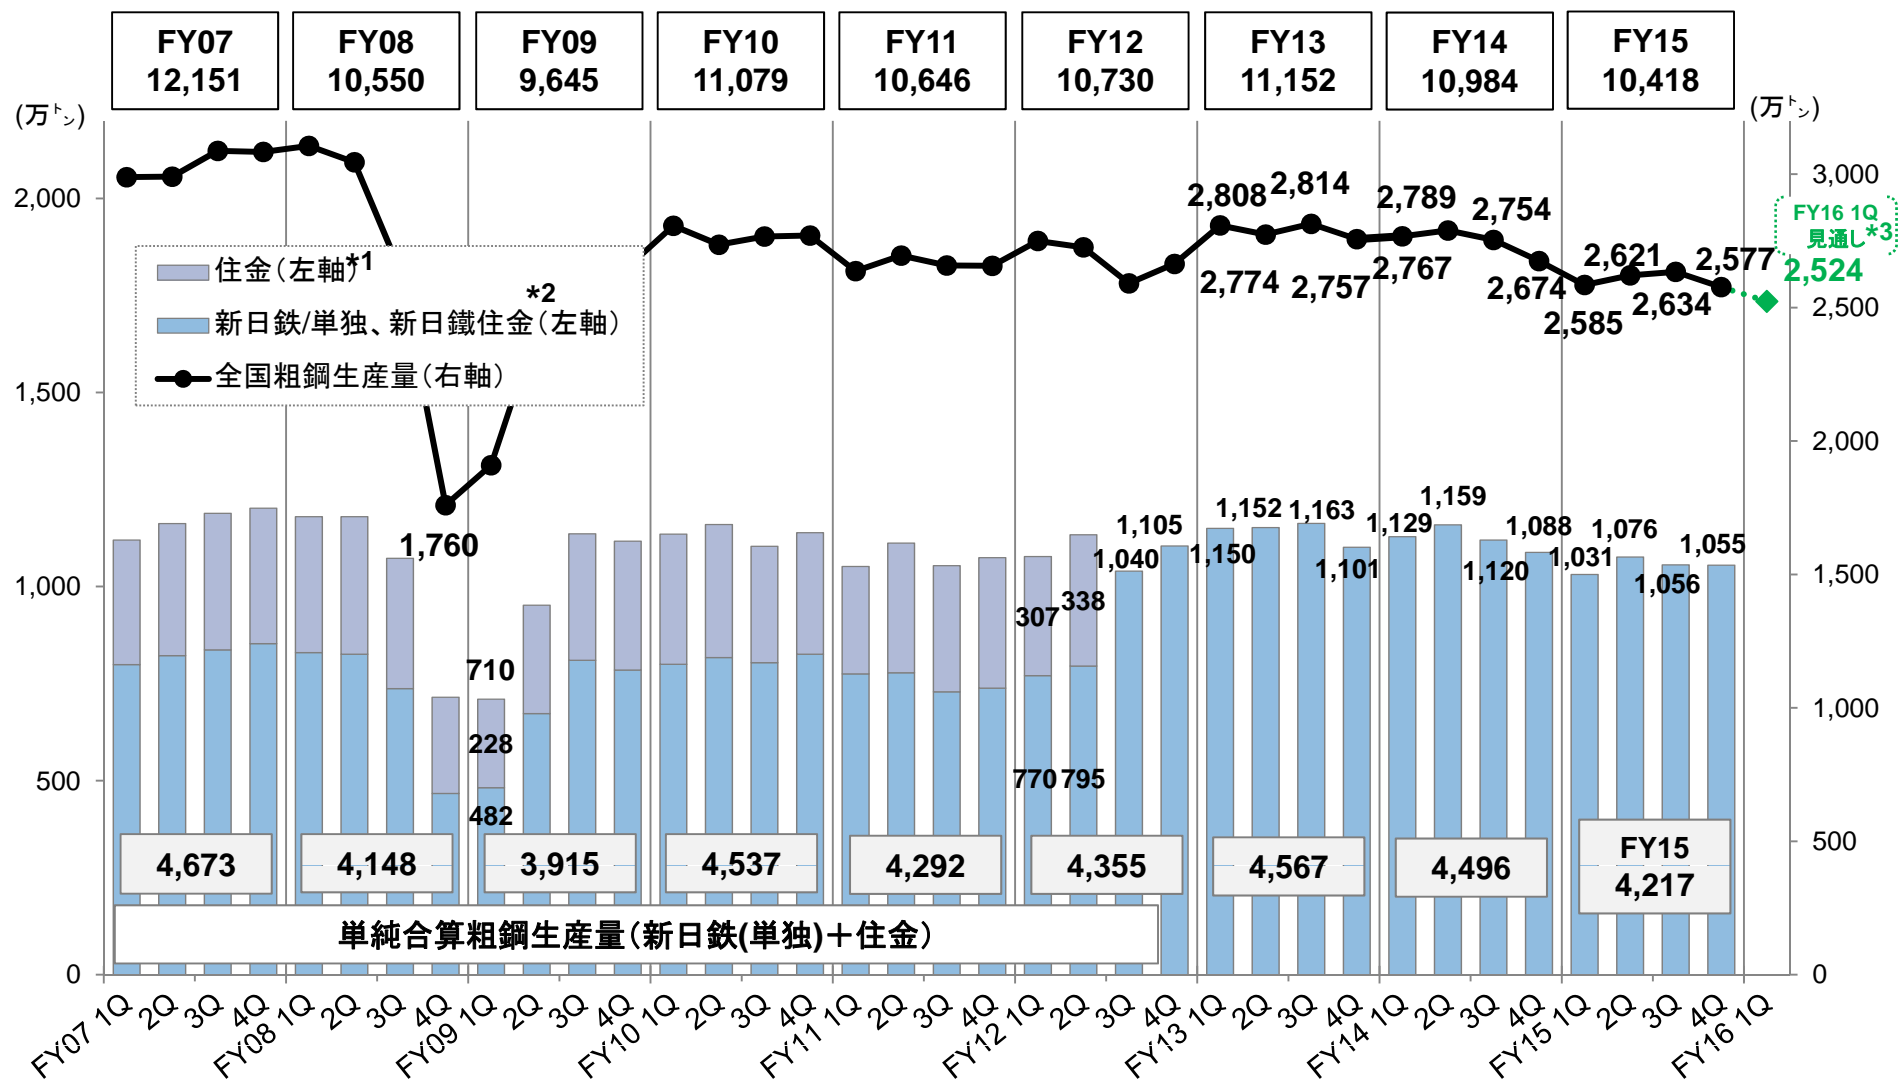 FY07
12,151
FY08
10,550
FY09
9,645
FY10
11,079
FY11
10,646
FY12
10,730
FY13
11,152
FY14
10,984
FY15
10,418
(万トン)
(万トン)
2,000
1,500
1,000
500
0
3,000
2,500
2,000
1,500
1,000
500
0
住金(左軸)*1
*2
新日鉄/単独、新日鐵住金(左軸)
全国粗鋼生産量(右軸)
FY16 1Q
見通し*3
2,524
2,808
2,774
2,814
2,757
2,767
2,789
2,754
2,674
2,585
2,621
2,634
2,577
1,760
710
228
482
307
770
338
795
1,040
1,105
1,150
1,152
1,163
1,101
1,129
1,159
1,120
1,088
1,031
1,076
1,056
1,055
4,673
4,148
3,915
4,537
4,292
4,355
4,567
4,496
FY15
4,217
単純合算粗鋼生産量(新日鉄(単独)+住金)
FY07 1Q
2Q
3Q
4Q
FY08 1Q
2Q
3Q
4Q
FY09 1Q
2Q
3Q
4Q
FY10 1Q
2Q
3Q
4Q
FY11 1Q
2Q
3Q
4Q
FY12 1Q
2Q
3Q
4Q
FY13 1Q
2Q
3Q
4Q
FY14 1Q
2Q
3Q
4Q
FY15 1Q
2Q
3Q
4Q
FY16 1Q